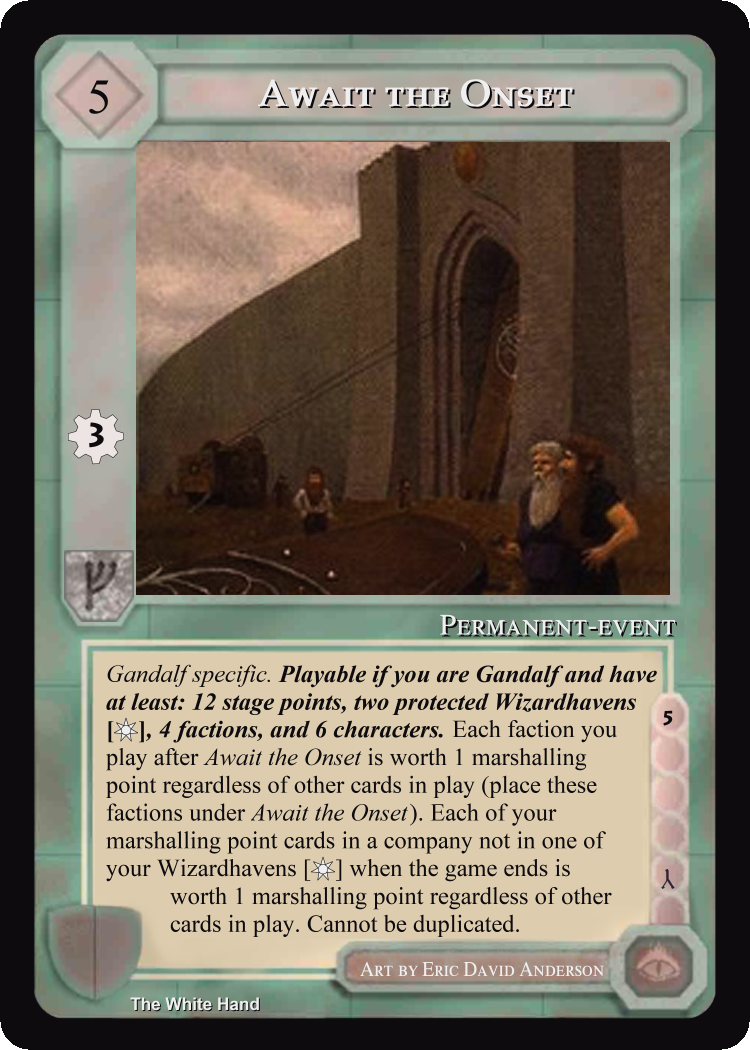 5
Await the Onset
3
Permanent-event
Gandalf specific. Playable if you are Gandalf and have
at least: 12 stage points, two protected Wizardhavens
[], 4 factions, and 6 characters. Each faction you
play after Await the Onset is worth 1 marshalling
point regardless of other cards in play (place these
factions under Await the Onset). Each of your
marshalling point cards in a company not in one of
your Wizardhavens [] when the game ends is
worth 1 marshalling point regardless of other
cards in play. Cannot be duplicated.
5
Art by Eric David Anderson
The White Hand